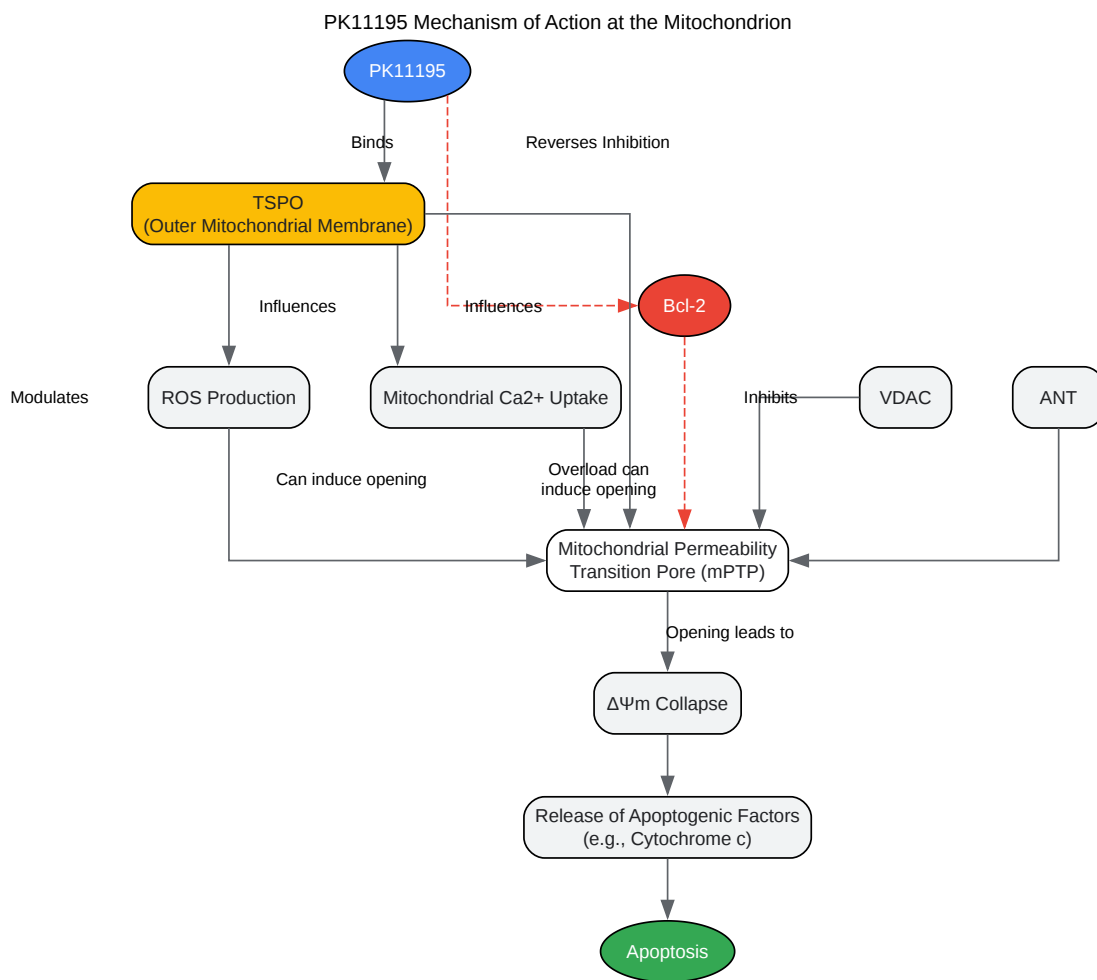 PK11195 Mechanism of Action at the Mitochondrion
PK11195
Binds
Reverses Inhibition
TSPO
(Outer Mitochondrial Membrane)
Influences
Influences
Bcl-2
Modulates
ROS Production
Mitochondrial Ca2+ Uptake
Inhibits
VDAC
ANT
Can induce opening
Overload can
induce opening
Mitochondrial Permeability
Transition Pore (mPTP)
Opening leads to
ΔΨm Collapse
Release of Apoptogenic Factors
(e.g., Cytochrome c)
Apoptosis